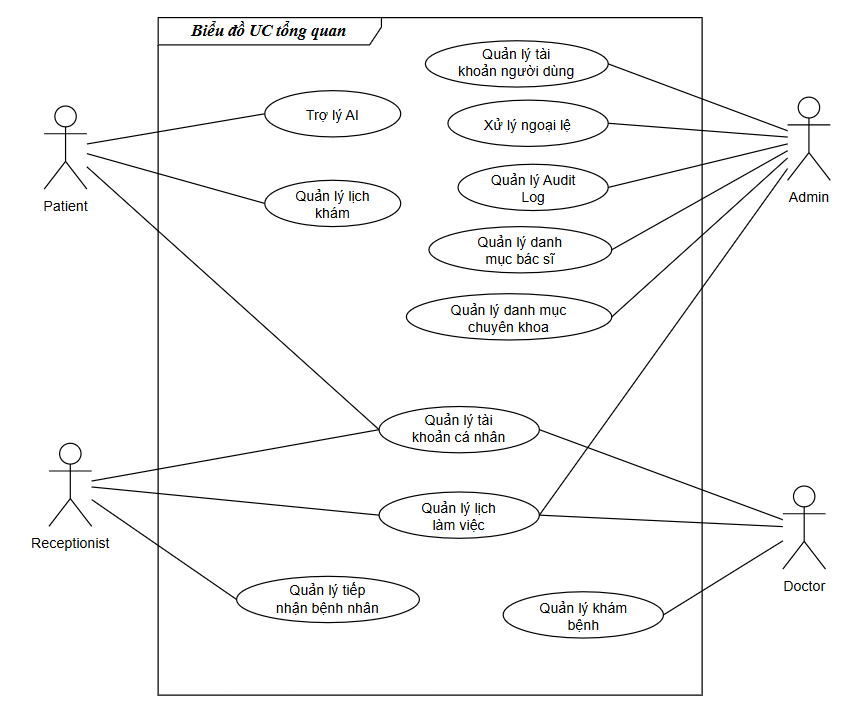 Biểu đồ UC tổng quan
Quản lý tài
khoản người dùng
Trợ lý AI
Xử lý ngoại lệ
Patient
Admin
Quản lý lịch
khám
Quản lý Audit
Log
Quản lý danh
mục bác sĩ
Quản lý danh mục
chuyên khoa
Quản lý tài
khoản cá nhân
Receptionist
Quản lý lịch
làm việc
Doctor
Quản lý tiếp
nhận bệnh nhân
Quản lý khám
bệnh